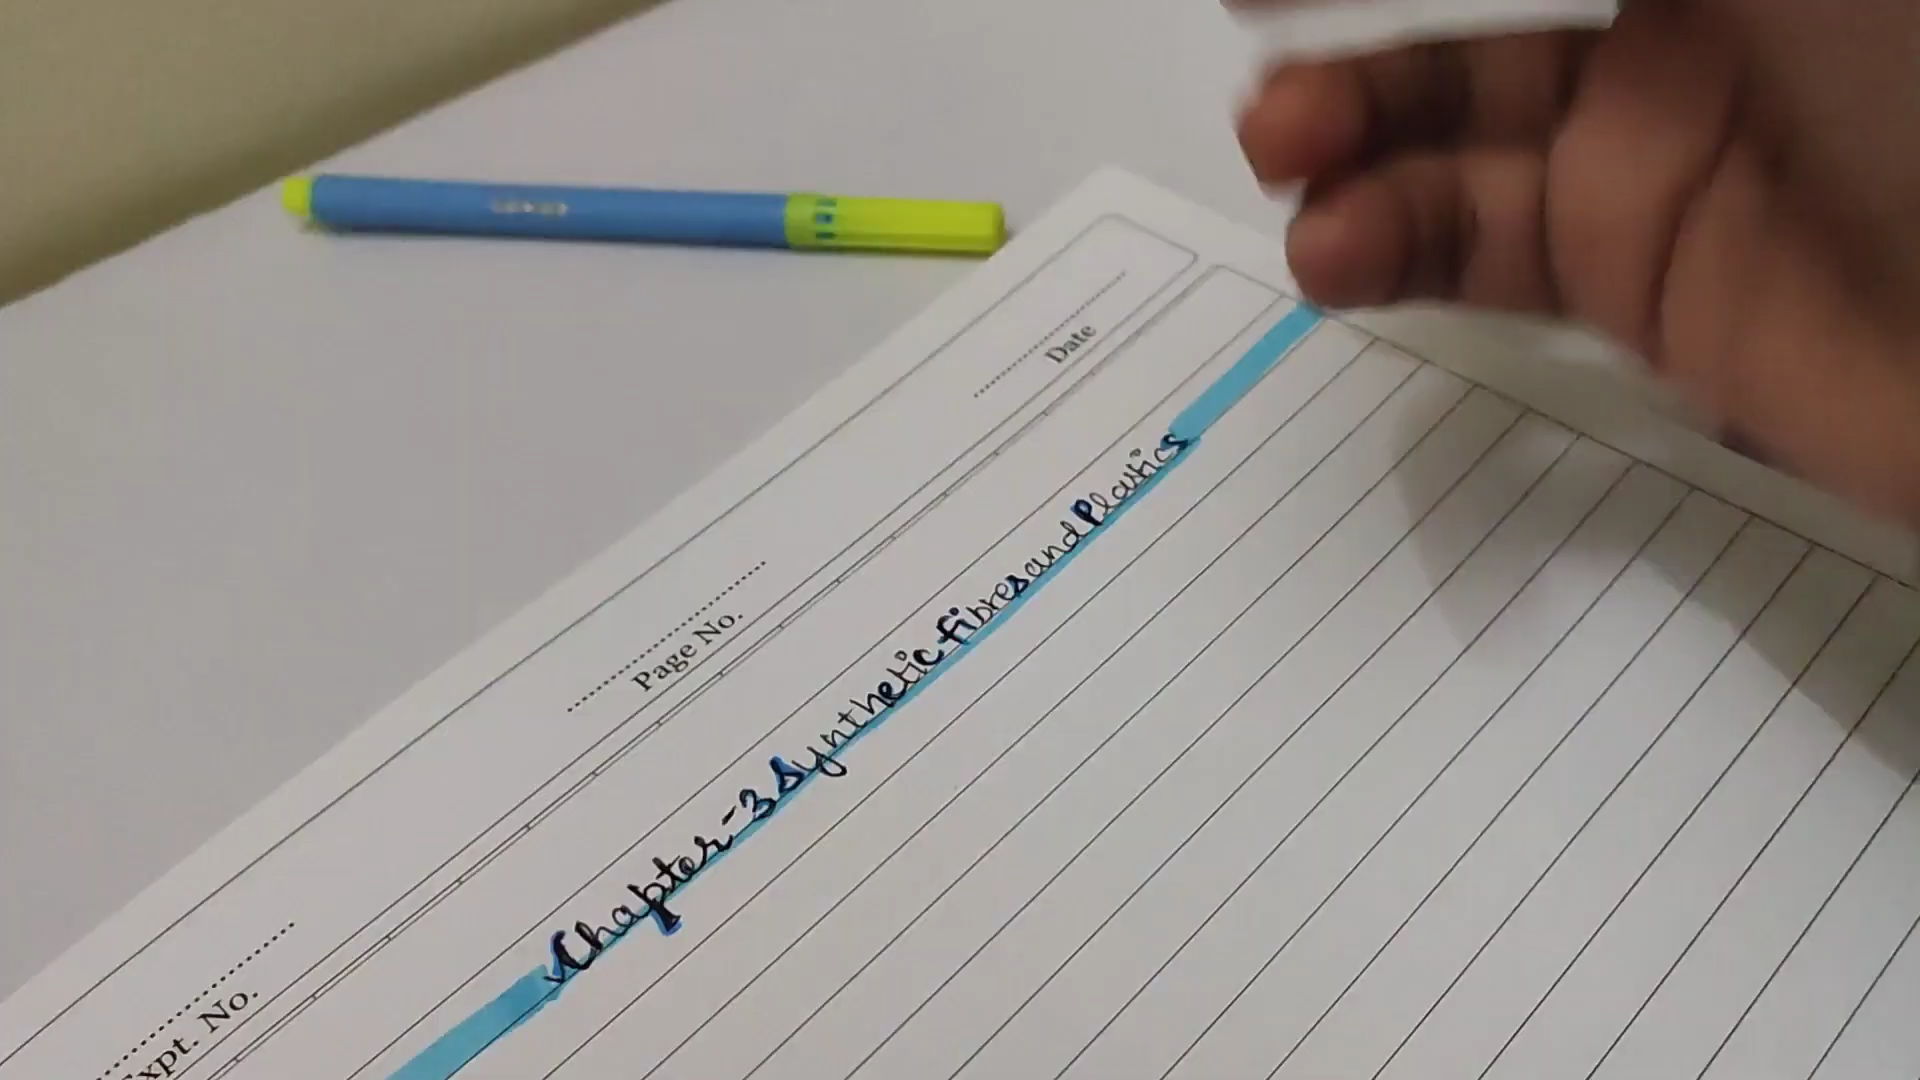 Date
Page No.
Expt. No.
Chapter-3 Synthetic fibres and Plastics